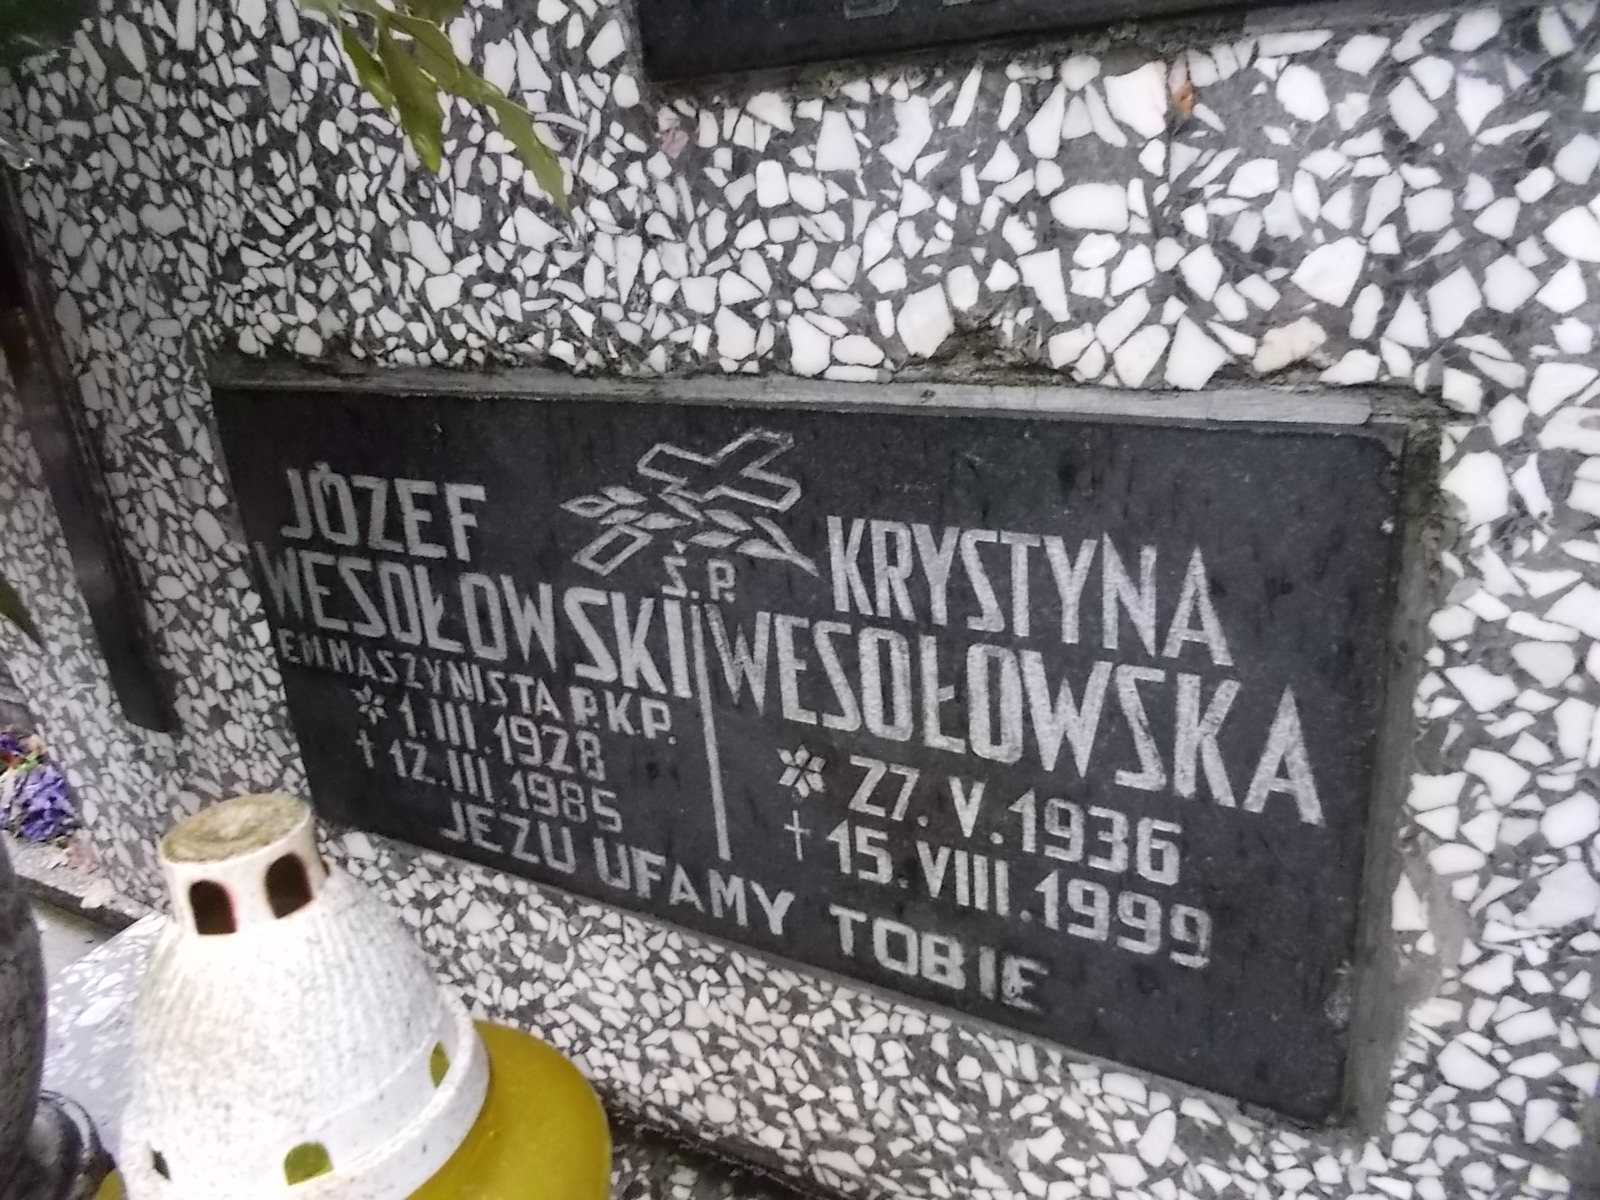 Ś.P.
JÓZEF
WESOŁOWSKI
EM MASZYNISTA P.K.P.
* 1.III.1928
† 12.III.1985
KRYSTYNA
WESOŁOWSKA
* 27.V.1936
† 15.VIII.1999
JEZU UFAMY TOBIE